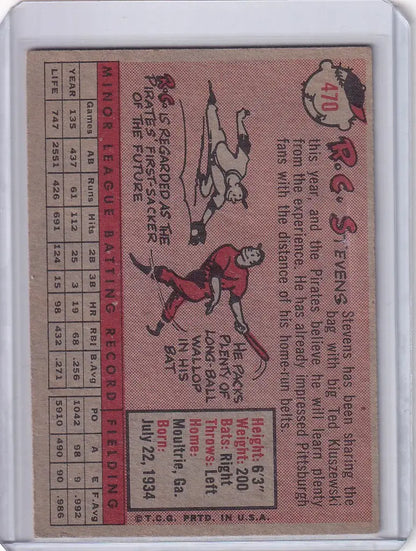 470
R. C. STEVENS
Stevens has been sharing the
bag with big Ted Kluszewski
this year, and the Pirates believe he will learn plenty
from the experience. He has already impressed Pittsburgh
fans with the distance of his home-run belts.
R.C. IS REGARDED AS THE
PIRATES' FIRST-SACKER
OF THE FUTURE
HE PACKS
PLENTY OF
LONG BALL
WALLOP
IN HIS
BAT
Height: 6'3"
Weight: 200
Bats: Right
Throws: Left
Home:
Moultrie, Ga.
Born:
July 22, 1934
MINOR LEAGUE BATTING RECORD FIELDING
Games AB Runs Hits 2B 3B HR RBI B.Avg PO A E F.Avg
YEAR 135 437 61 112 25 3 19 68 .256 1042 98 9 .992
LIFE 747 2551 426 691 124 15 98 432 .271 5910 490 90 .986
© T.C.G. PRTD. IN U.S.A.